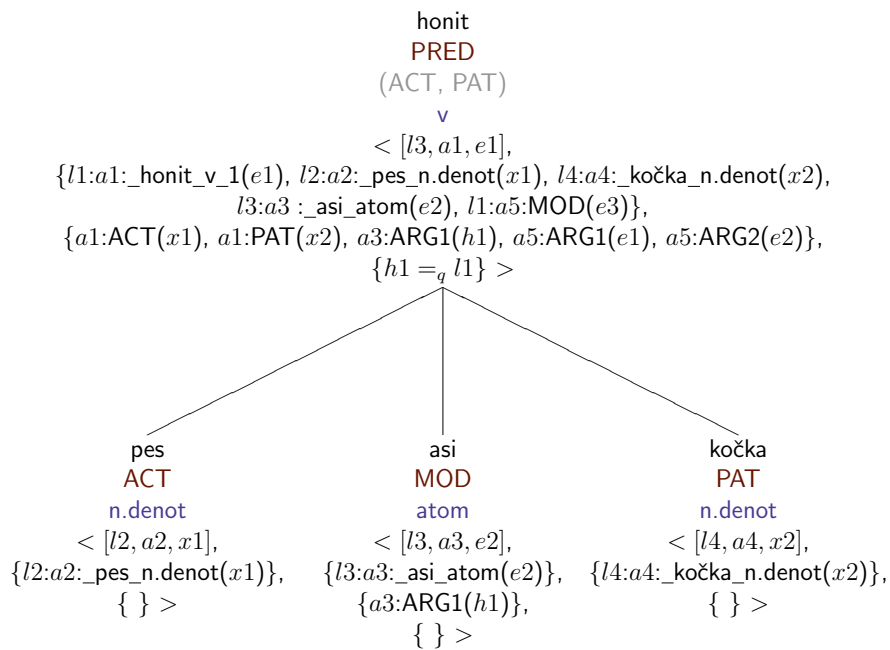 honit
PRED
(ACT, PAT)
v
< [l3, a1, e1],
{l1:a1:_honit_v_1(e1), l2:a2:_pes_n.denot(x1), l4:a4:_kočka_n.denot(x2),
l3:a3 :_asi_atom(e2), l1:a5:MOD(e3)},
{a1:ACT(x1), a1:PAT(x2), a3:ARG1(h1), a5:ARG1(e1), a5:ARG2(e2)},
{h1 =q l1} >
pes asi kočka
ACT MOD PAT
n.denot atom n.denot
< [l2, a2, x1], < [l3, a3, e2], < [l4, a4, x2],
{l2:a2:_pes_n.denot(x1)}, {l3:a3:_asi_atom(e2)}, {l4:a4:_kočka_n.denot(x2)},
{ } > {a3:ARG1(h1)}, { } >
{ } >